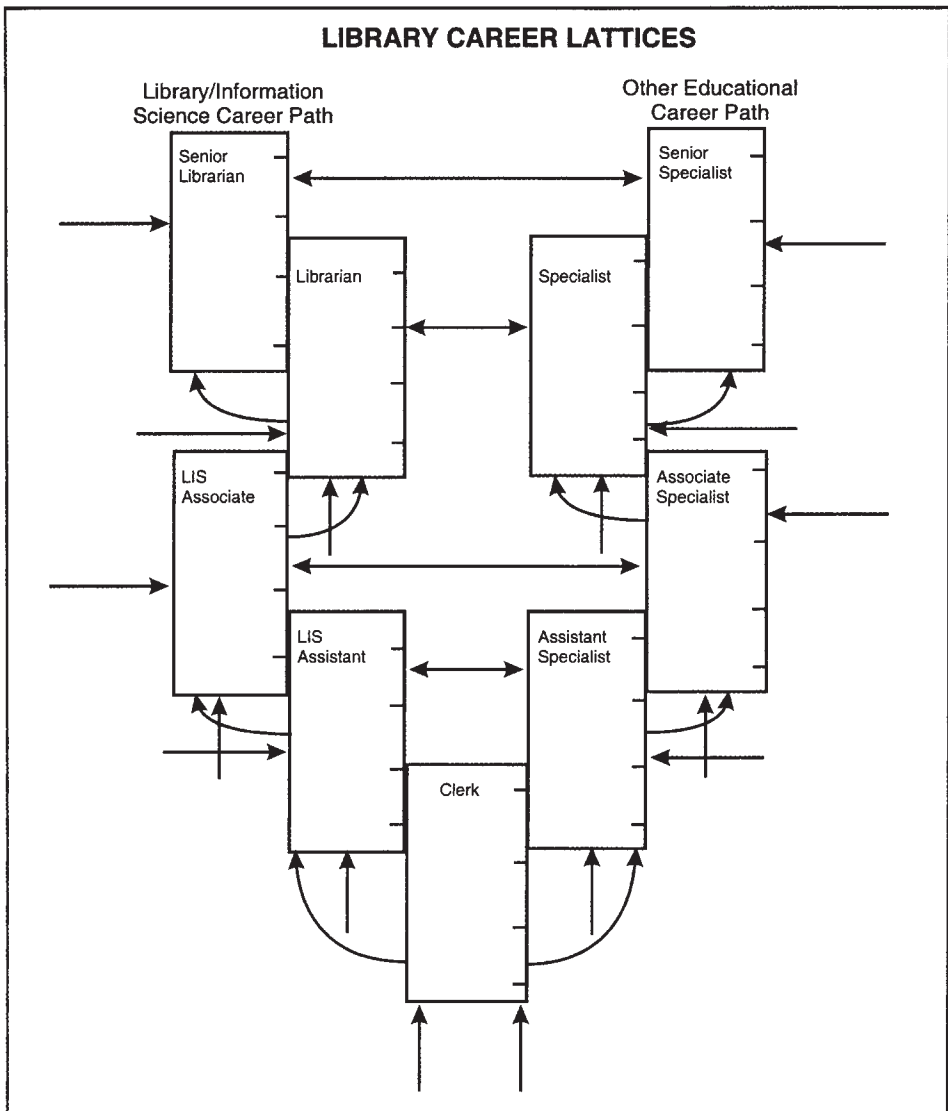 LIBRARY CAREER LATTICES
Library/Information
Science Career Path
Other Educational
Career Path
Senior
Librarian
Senior
Specialist
Librarian
Specialist
LIS
Associate
Associate
Specialist
LIS
Assistant
Assistant
Specialist
Clerk